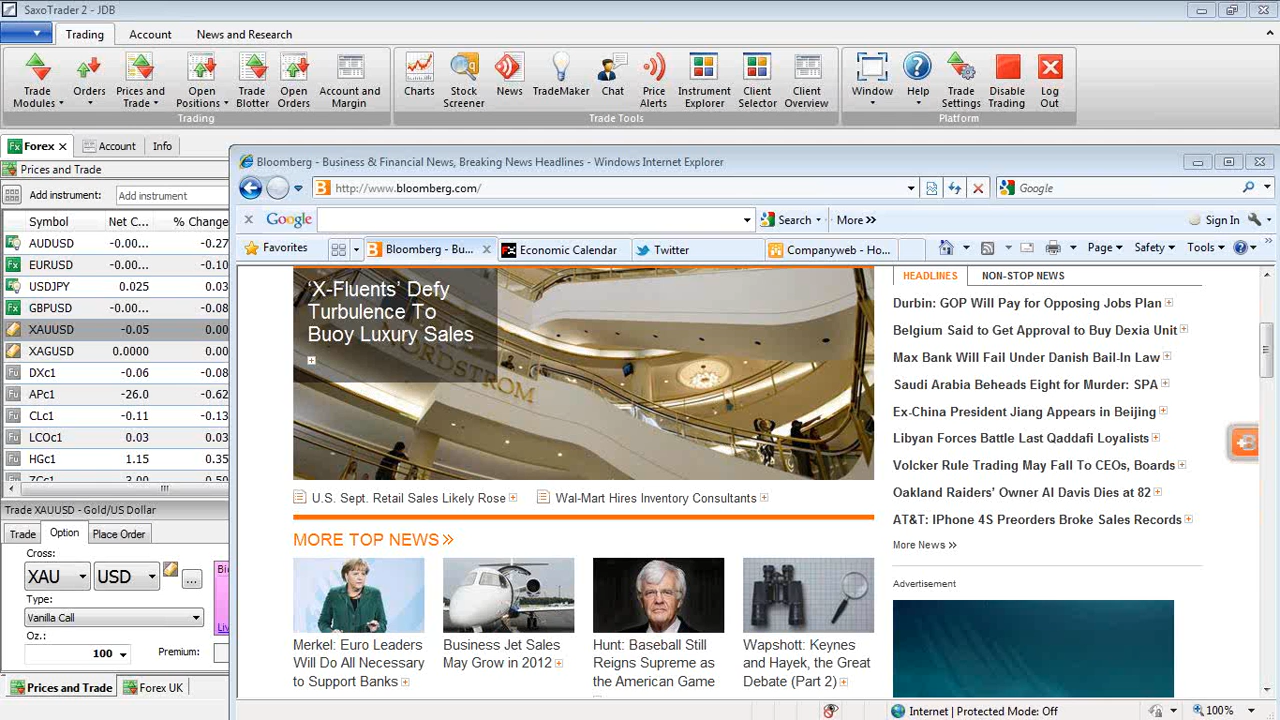 SaxoTrader 2 - JDB
Trading
Account
News and Research
Trade Modules
Orders
Prices and Trade
Open Positions
Trade Blotter
Open Orders
Account and Margin
Charts
Stock Screener
News
TradeMaker
Chat
Price Alerts
Instrument Explorer
Client Selector
Client Overview
Window
Help
Trade Settings
Disable Trading
Log Out
Trading
Trade Tools
Platform
Forex
Account
Info
Prices and Trade
Add instrument:
Add instrument
Symbol Net C... % Change
AUDUSD -0.00... -0.27
EURUSD -0.00... -0.10
USDJPY 0.025 0.03
GBPUSD -0.00... -0.08
XAUUSD -0.05 0.00
XAGUSD 0.0000 0.00
DXc1 -0.06 -0.08
APc1 -26.0 -0.62
CLc1 -0.11 -0.13
LCOc1 0.03 0.03
HGc1 1.15 0.35
Trade XAUUSD - Gold/US Dollar
Trade
Option
Place Order
Cross:
XAU
USD
...
Type:
Vanilla Call
Oz.:
100
Premium:
Prices and Trade
Forex UK
Bloomberg - Business & Financial News, Breaking News Headlines - Windows Internet Explorer
http://www.bloomberg.com/
Google
Google
Search
More
Sign In
Favorites
Bloomberg - Bu...
Economic Calendar
Twitter
Companyweb - Ho...
Page
Safety
Tools
‘X-Fluents’ Defy
Turbulence To
Buoy Luxury Sales
NORDSTROM
U.S. Sept. Retail Sales Likely Rose
Wal-Mart Hires Inventory Consultants
MORE TOP NEWS
Merkel: Euro Leaders
Will Do All Necessary
to Support Banks
Business Jet Sales
May Grow in 2012
Hunt: Baseball Still
Reigns Supreme as
the American Game
Wapshott: Keynes
and Hayek, the Great
Debate (Part 2)
HEADLINES
NON-STOP NEWS
Durbin: GOP Will Pay for Opposing Jobs Plan
Belgium Said to Get Approval to Buy Dexia Unit
Max Bank Will Fail Under Danish Bail-In Law
Saudi Arabia Beheads Eight for Murder: SPA
Ex-China President Jiang Appears in Beijing
Libyan Forces Battle Last Qaddafi Loyalists
Volcker Rule Trading May Fall To CEOs, Boards
Oakland Raiders' Owner Al Davis Dies at 82
AT&T: IPhone 4S Preorders Broke Sales Records
More News
Advertisement
Internet | Protected Mode: Off
100%